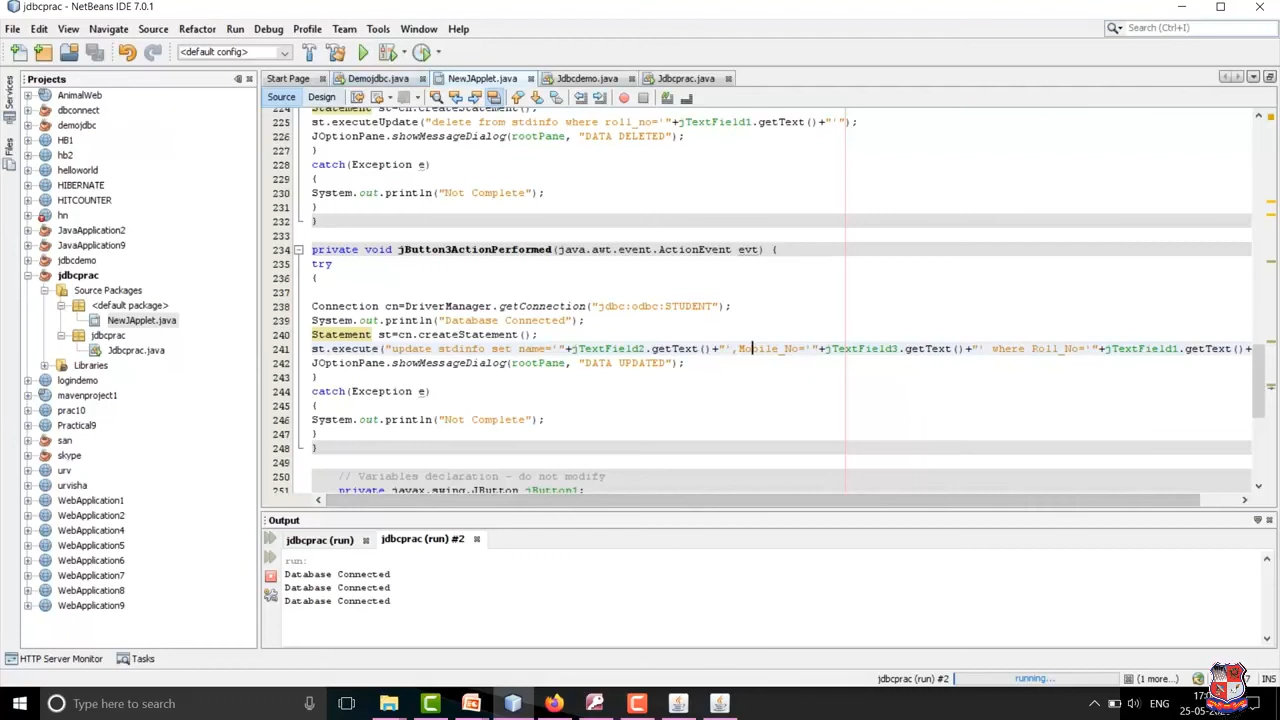 jdbcprac - NetBeans IDE 7.0.1
File Edit View Navigate Source Refactor Run Debug Profile Team Tools Window Help
Search (Ctrl+I)
<default config>
Projects
Start Page Demojdbc.java NewJApplet.java Jdbcdemo.java Jdbcprac.java
Services
Files
Source Design
AnimalWeb
dbconnect
demojdbc
HB1
hb2
helloworld
HIBERNATE
HITCOUNTER
hn
JavaApplication2
JavaApplication9
jdbcdemo
jdbcprac
Source Packages
<default package>
NewJApplet.java
jdbcprac
Jdbcprac.java
Libraries
logindemo
mavenproject1
prac10
Practical9
san
skype
urv
urvisha
WebApplication1
WebApplication2
WebApplication4
WebApplication5
WebApplication6
WebApplication7
WebApplication8
WebApplication9
224 Statement st=cn.createStatement();
225 st.executeUpdate("delete from stdinfo where roll_no='"+jTextField1.getText()+"'");
226 JOptionPane.showMessageDialog(rootPane, "DATA DELETED");
227 }
228 catch(Exception e)
229 {
230 System.out.println("Not Complete");
231 }
232 }
233
234 private void jButton3ActionPerformed(java.awt.event.ActionEvent evt) {
235 try
236 {
237
238 Connection cn=DriverManager.getConnection("jdbc:odbc:STUDENT");
239 System.out.println("Database Connected");
240 Statement st=cn.createStatement();
241 st.execute("update stdinfo set name='"+jTextField2.getText()+"',Mobile_No='"+jTextField3.getText()+"' where Roll_No='"+jTextField1.getText()+
242 JOptionPane.showMessageDialog(rootPane, "DATA UPDATED");
243 }
244 catch(Exception e)
245 {
246 System.out.println("Not Complete");
247 }
248 }
249
250 // Variables declaration - do not modify
251 private javax.swing.JButton jButton1;
Output
jdbcprac (run) jdbcprac (run) #2
run:
Database Connected
Database Connected
Database Connected
HTTP Server Monitor Tasks
jdbcprac (run) #2 running... (1 more...) INS
Type here to search
ENG
25-05-